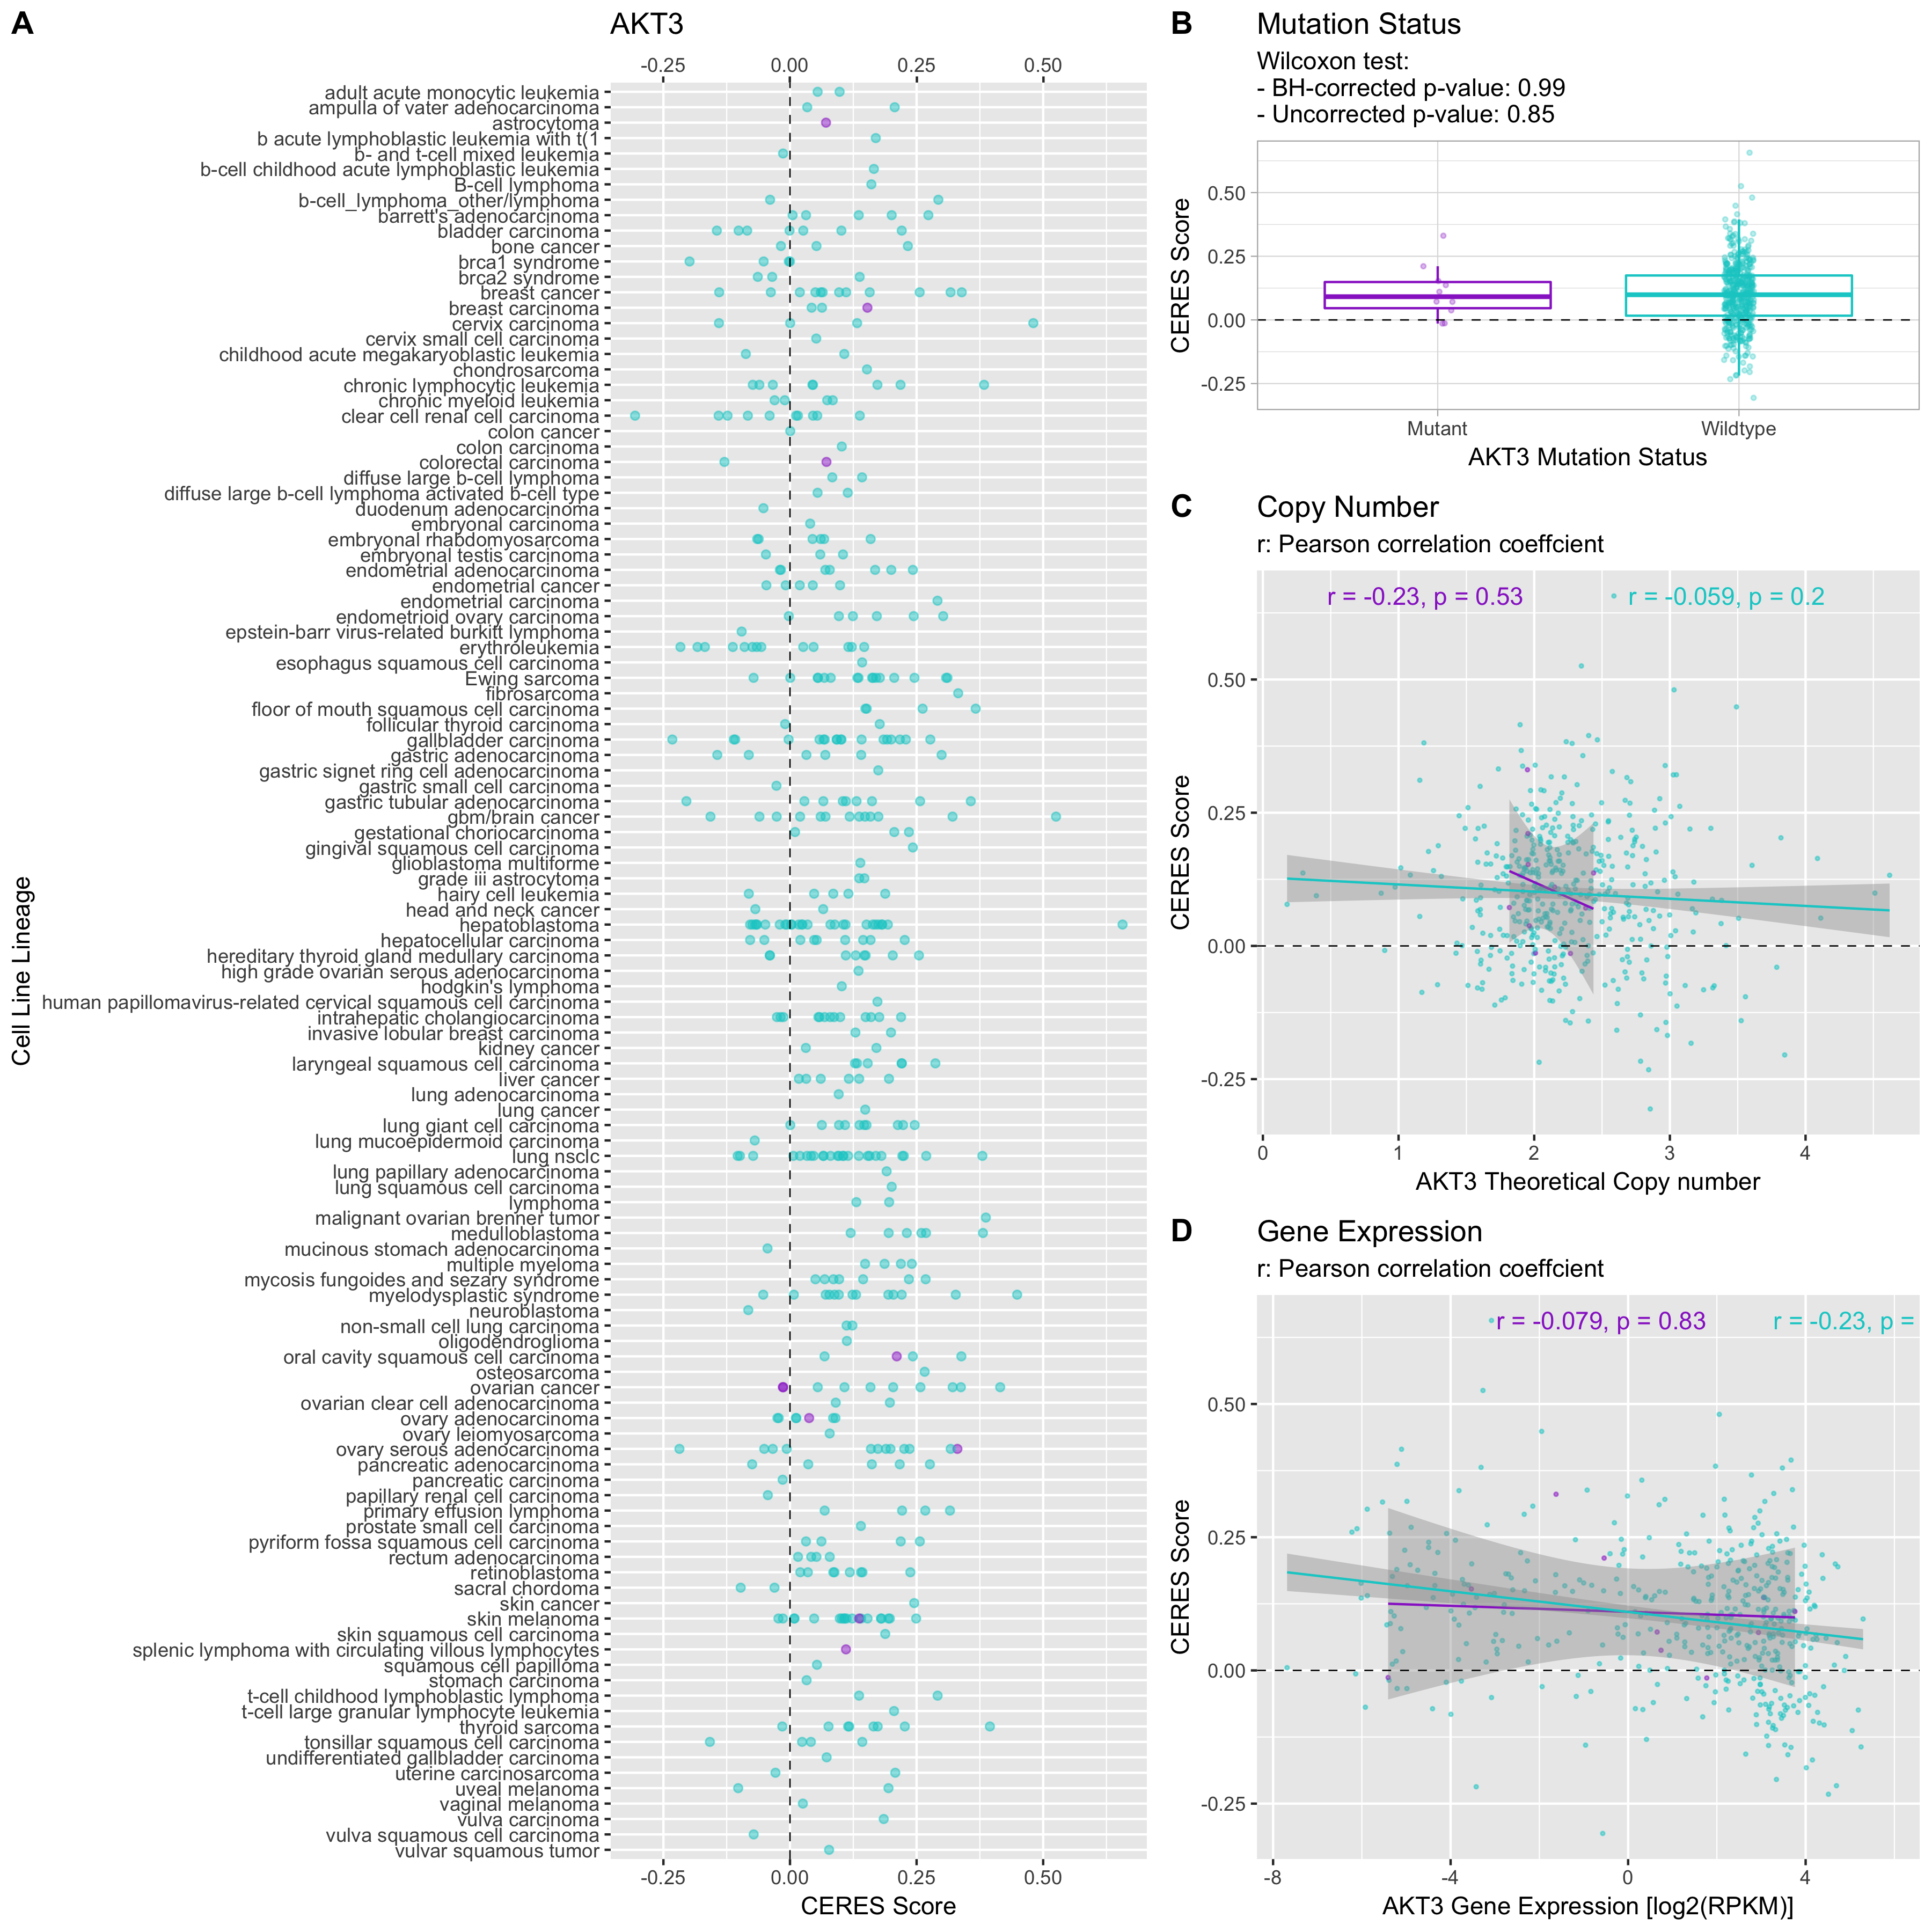 A
AKT3
-0.25 0.00 0.25 0.50
Cell Line Lineage
adult acute monocytic leukemia
ampulla of vater adenocarcinoma
astrocytoma
b acute lymphoblastic leukemia with t(1
b- and t-cell mixed leukemia
b-cell childhood acute lymphoblastic leukemia
B-cell lymphoma
b-cell_lymphoma_other/lymphoma
barrett's adenocarcinoma
bladder carcinoma
bone cancer
brca1 syndrome
brca2 syndrome
breast cancer
breast carcinoma
cervix carcinoma
cervix small cell carcinoma
childhood acute megakaryoblastic leukemia
chondrosarcoma
chronic lymphocytic leukemia
chronic myeloid leukemia
clear cell renal cell carcinoma
colon cancer
colon carcinoma
colorectal carcinoma
diffuse large b-cell lymphoma
diffuse large b-cell lymphoma activated b-cell type
duodenum adenocarcinoma
embryonal carcinoma
embryonal rhabdomyosarcoma
embryonal testis carcinoma
endometrial adenocarcinoma
endometrial cancer
endometrial carcinoma
endometrioid ovary carcinoma
epstein-barr virus-related burkitt lymphoma
erythroleukemia
esophagus squamous cell carcinoma
Ewing sarcoma
fibrosarcoma
floor of mouth squamous cell carcinoma
follicular thyroid carcinoma
gallbladder carcinoma
gastric adenocarcinoma
gastric signet ring cell adenocarcinoma
gastric small cell carcinoma
gastric tubular adenocarcinoma
gbm/brain cancer
gestational choriocarcinoma
gingival squamous cell carcinoma
glioblastoma multiforme
grade iii astrocytoma
hairy cell leukemia
head and neck cancer
hepatoblastoma
hepatocellular carcinoma
hereditary thyroid gland medullary carcinoma
high grade ovarian serous adenocarcinoma
hodgkin's lymphoma
human papillomavirus-related cervical squamous cell carcinoma
intrahepatic cholangiocarcinoma
invasive lobular breast carcinoma
kidney cancer
laryngeal squamous cell carcinoma
liver cancer
lung adenocarcinoma
lung cancer
lung giant cell carcinoma
lung mucoepidermoid carcinoma
lung nsclc
lung papillary adenocarcinoma
lung squamous cell carcinoma
lymphoma
malignant ovarian brenner tumor
medulloblastoma
mucinous stomach adenocarcinoma
multiple myeloma
mycosis fungoides and sezary syndrome
myelodysplastic syndrome
neuroblastoma
non-small cell lung carcinoma
oligodendroglioma
oral cavity squamous cell carcinoma
osteosarcoma
ovarian cancer
ovarian clear cell adenocarcinoma
ovary adenocarcinoma
ovary leiomyosarcoma
ovary serous adenocarcinoma
pancreatic adenocarcinoma
pancreatic carcinoma
papillary renal cell carcinoma
primary effusion lymphoma
prostate small cell carcinoma
pyriform fossa squamous cell carcinoma
rectum adenocarcinoma
retinoblastoma
sacral chordoma
skin cancer
skin melanoma
skin squamous cell carcinoma
splenic lymphoma with circulating villous lymphocytes
squamous cell papilloma
stomach carcinoma
t-cell childhood lymphoblastic lymphoma
t-cell large granular lymphocyte leukemia
thyroid sarcoma
tonsillar squamous cell carcinoma
undifferentiated gallbladder carcinoma
uterine carcinosarcoma
uveal melanoma
vaginal melanoma
vulva carcinoma
vulva squamous cell carcinoma
vulvar squamous tumor
-0.25 0.00 0.25 0.50
CERES Score
B
Mutation Status
Wilcoxon test:
- BH-corrected p-value: 0.99
- Uncorrected p-value: 0.85
CERES Score
0.50
0.25
0.00
-0.25
Mutant Wildtype
AKT3 Mutation Status
C
Copy Number
r: Pearson correlation coeffcient
r = -0.23, p = 0.53 r = -0.059, p = 0.2
CERES Score
0.50
0.25
0.00
-0.25
0 1 2 3 4
AKT3 Theoretical Copy number
D
Gene Expression
r: Pearson correlation coeffcient
r = -0.079, p = 0.83 r = -0.23, p =
CERES Score
0.50
0.25
0.00
-0.25
-8 -4 0 4
AKT3 Gene Expression [log2(RPKM)]